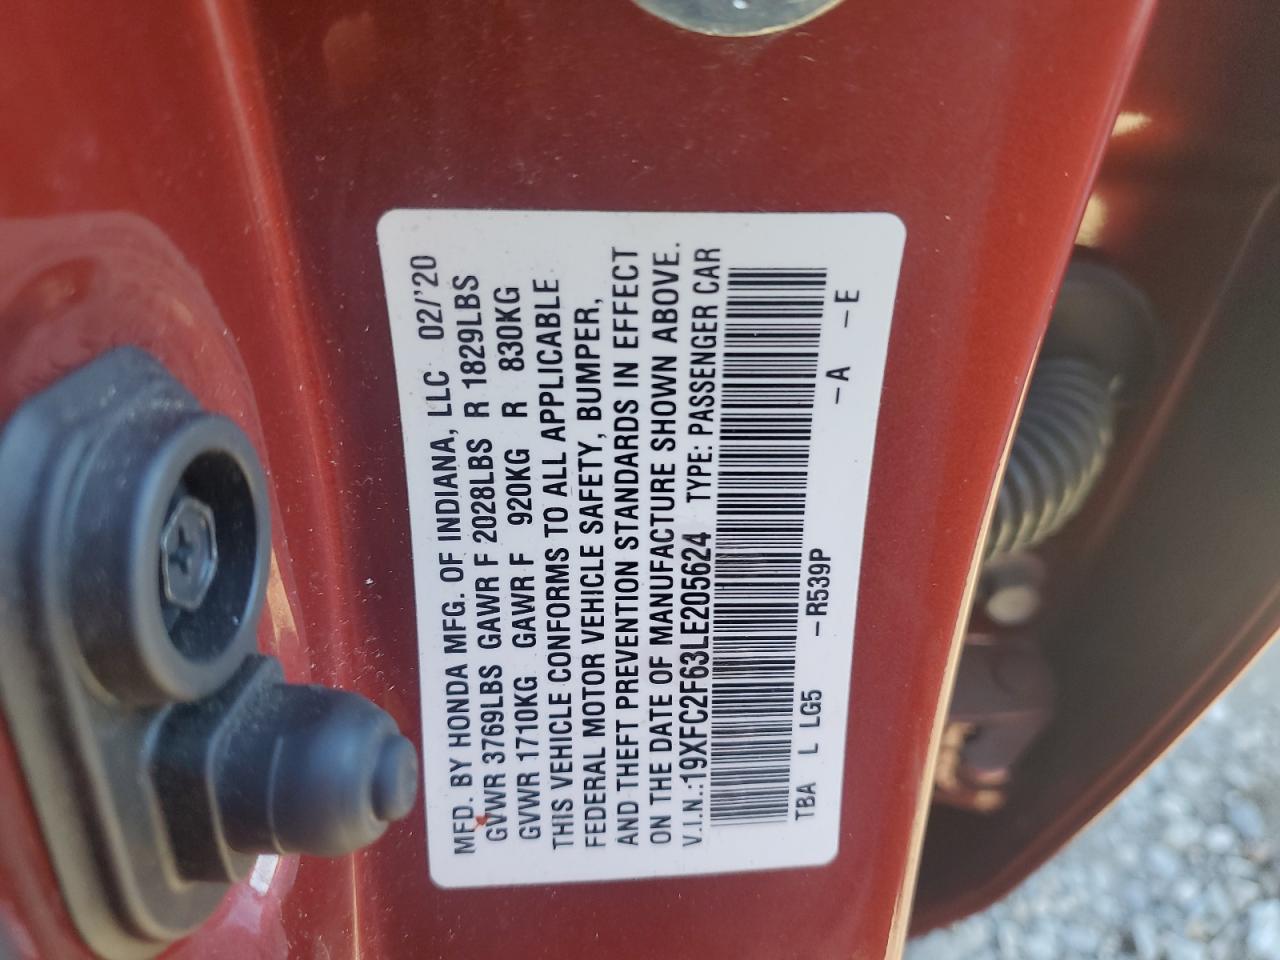 MFD. BY HONDA MFG. OF INDIANA, LLC 02/'20
GVWR 3769LBS GAWR F 2028LBS R 1829LBS
GVWR 1710KG GAWR F 920KG R 830KG
THIS VEHICLE CONFORMS TO ALL APPLICABLE
FEDERAL MOTOR VEHICLE SAFETY, BUMPER,
AND THEFT PREVENTION STANDARDS IN EFFECT
ON THE DATE OF MANUFACTURE SHOWN ABOVE.
V.I.N.:19XFC2F63LE205624 TYPE: PASSENGER CAR
TBA L LG5 –R539P –A –E